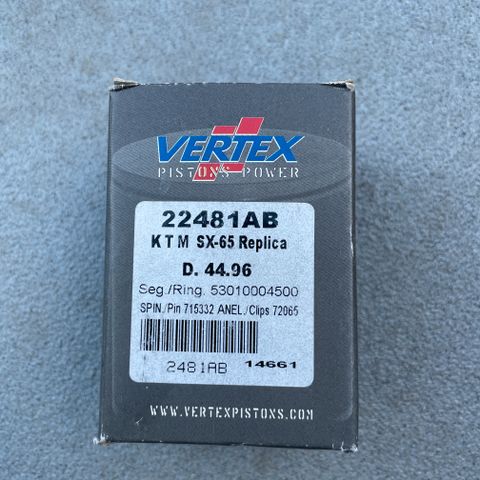 VERTEX
PISTONS POWER
22481AB
KTM SX-65 Replica
D. 44.96
Seg./Ring. 53010004500
SPIN./Pin 715332 ANEL./Clips 72065
2481AB 14661
WWW.VERTEXPISTONS.COM